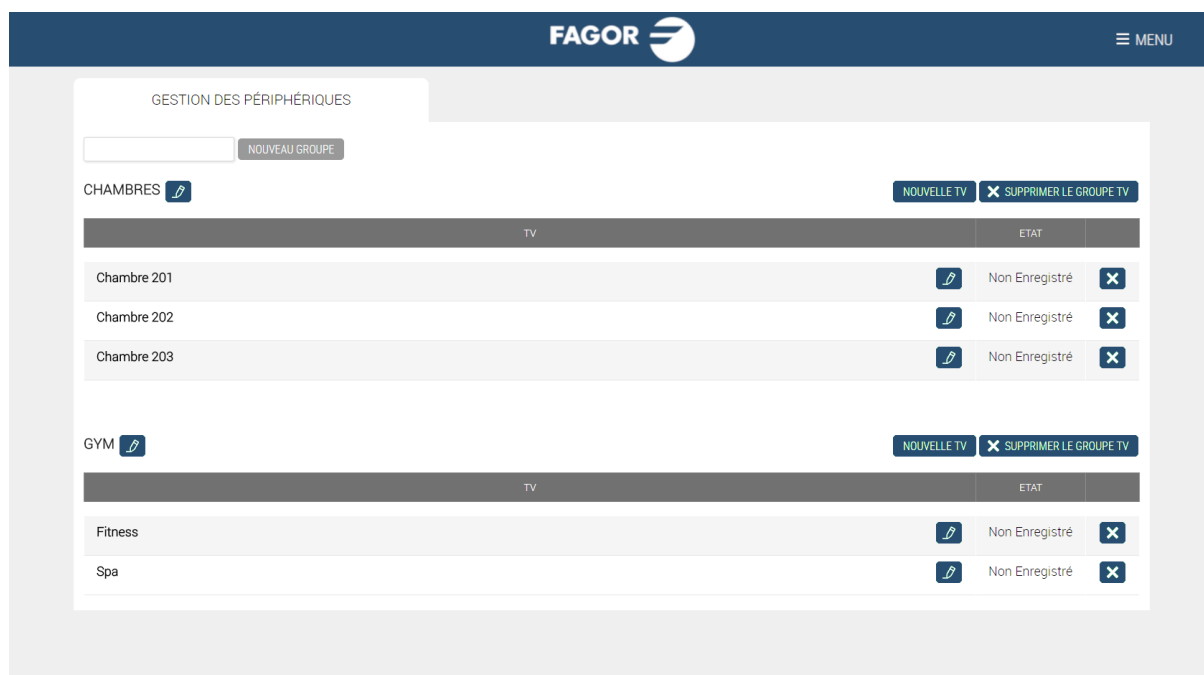 FAGOR
☰ MENU
GESTION DES PÉRIPHÉRIQUES
NOUVEAU GROUPE
CHAMBRES
NOUVELLE TV
SUPPRIMER LE GROUPE TV
TV
ETAT
Chambre 201
Non Enregistré
Chambre 202
Non Enregistré
Chambre 203
Non Enregistré
GYM
NOUVELLE TV
SUPPRIMER LE GROUPE TV
TV
ETAT
Fitness
Non Enregistré
Spa
Non Enregistré